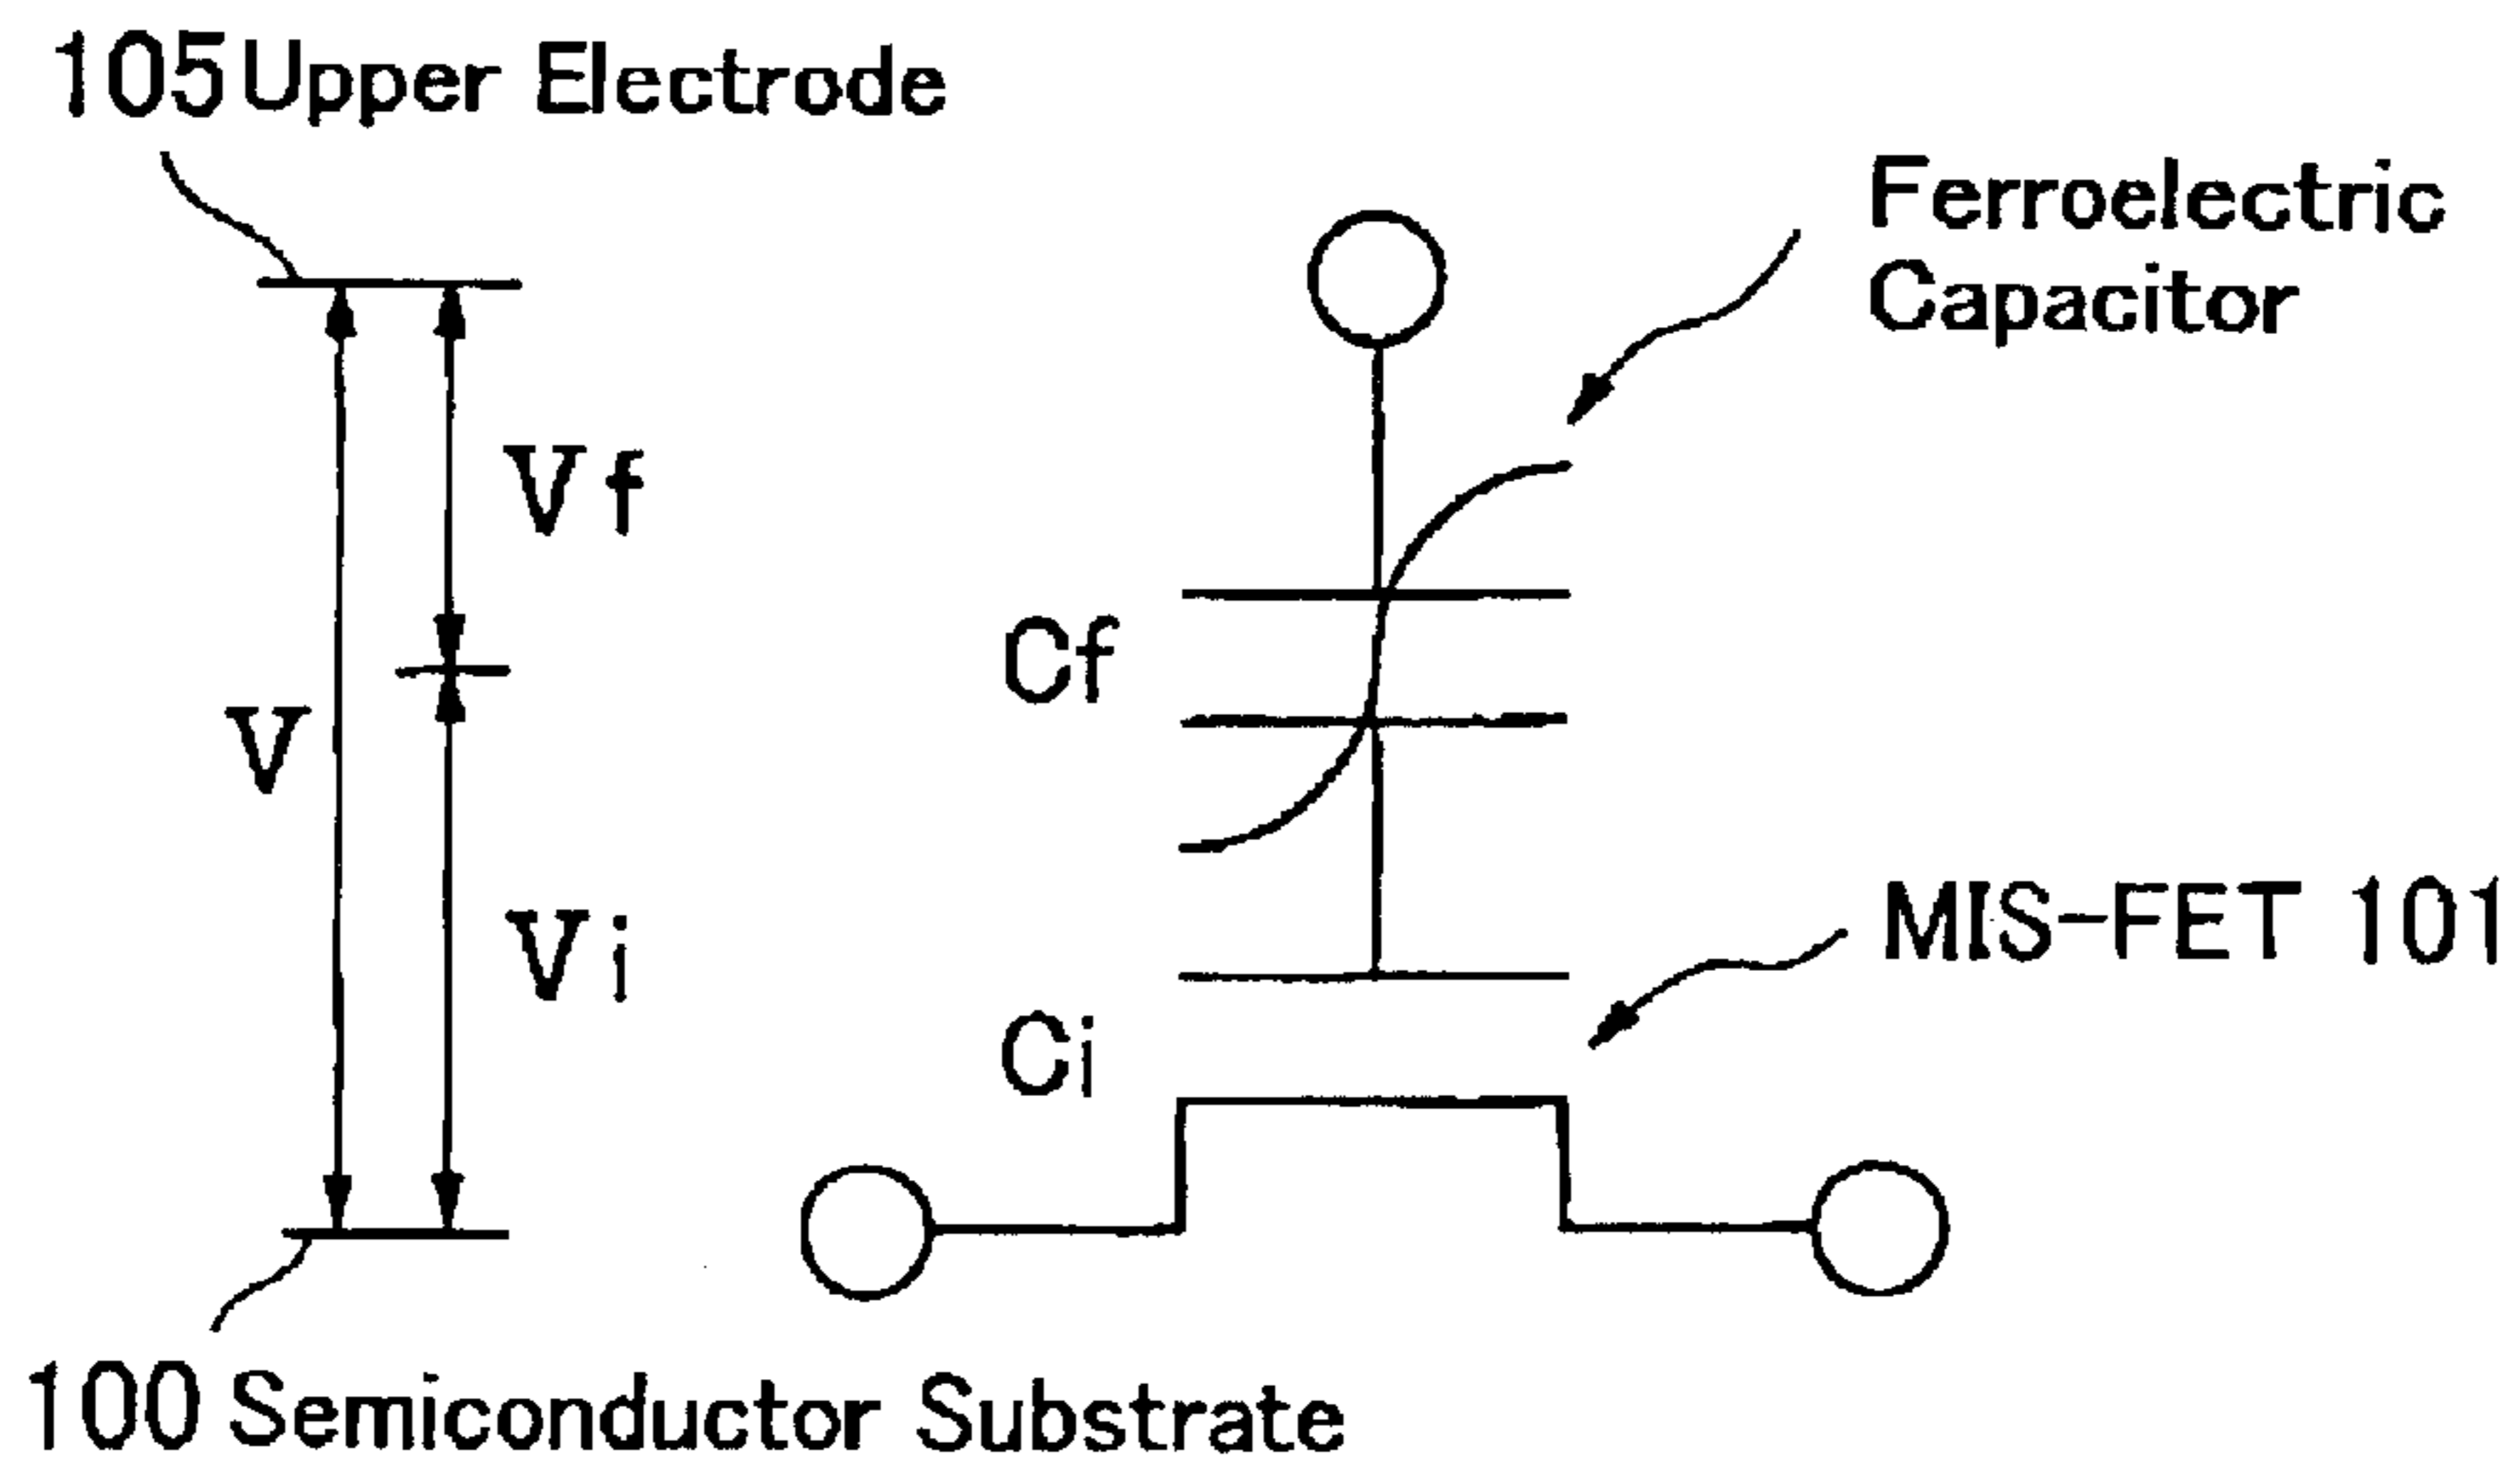 105 Upper Electrode
Ferroelectric
Capacitor
Vf
Cf
V
MIS-FET 101
Vi
Ci
100 Semiconductor Substrate